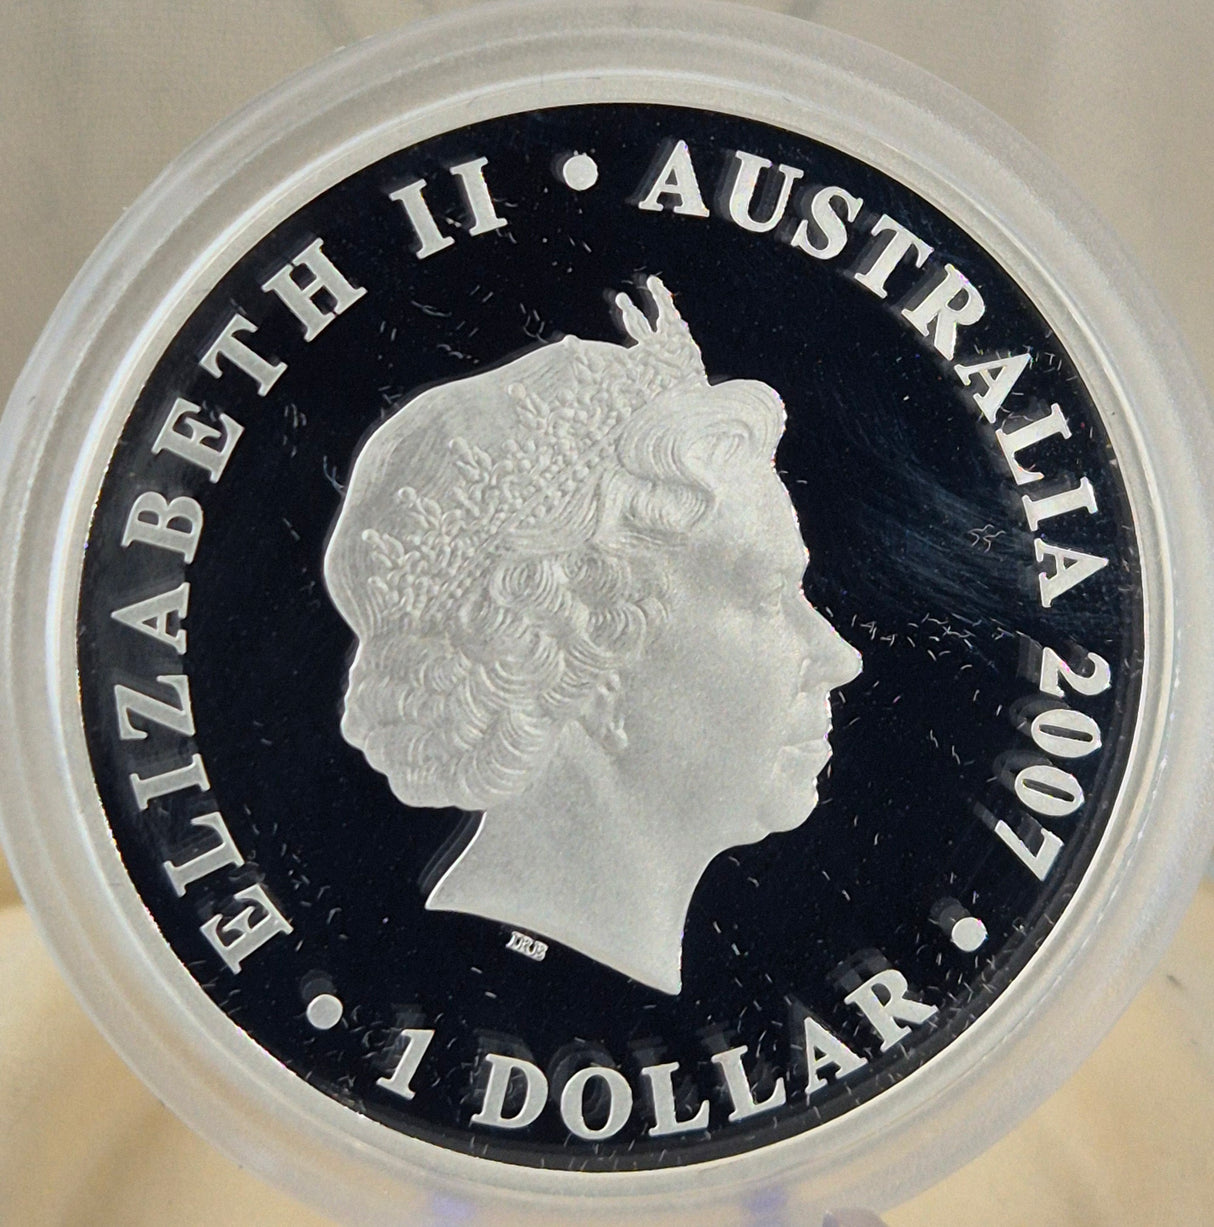 ELIZABETH II • AUSTRALIA 2007 • 1 DOLLAR •
IRB